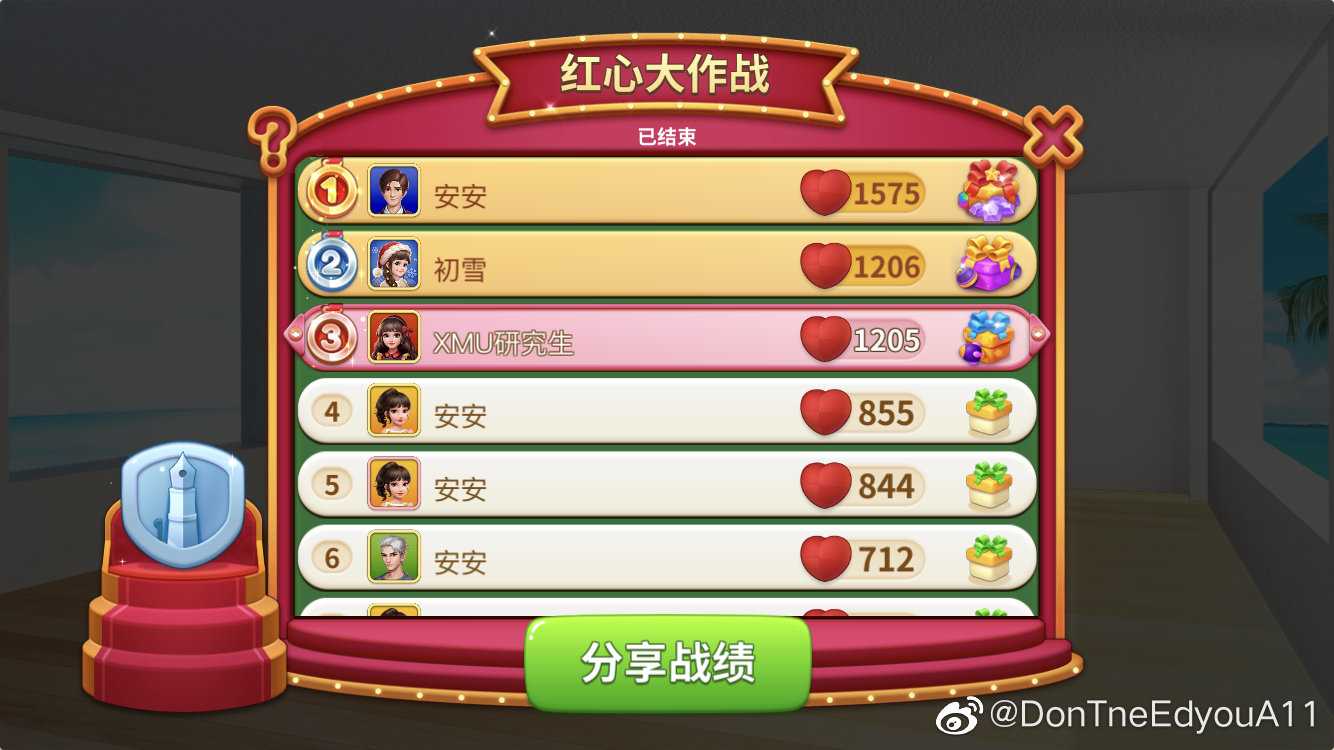 红心大作战
已结束
1 安安 1575
2 初雪 1206
3 XMU研究生 1205
4 安安 855
5 安安 844
6 安安 712
分享战绩
@DonTneEdyouA11